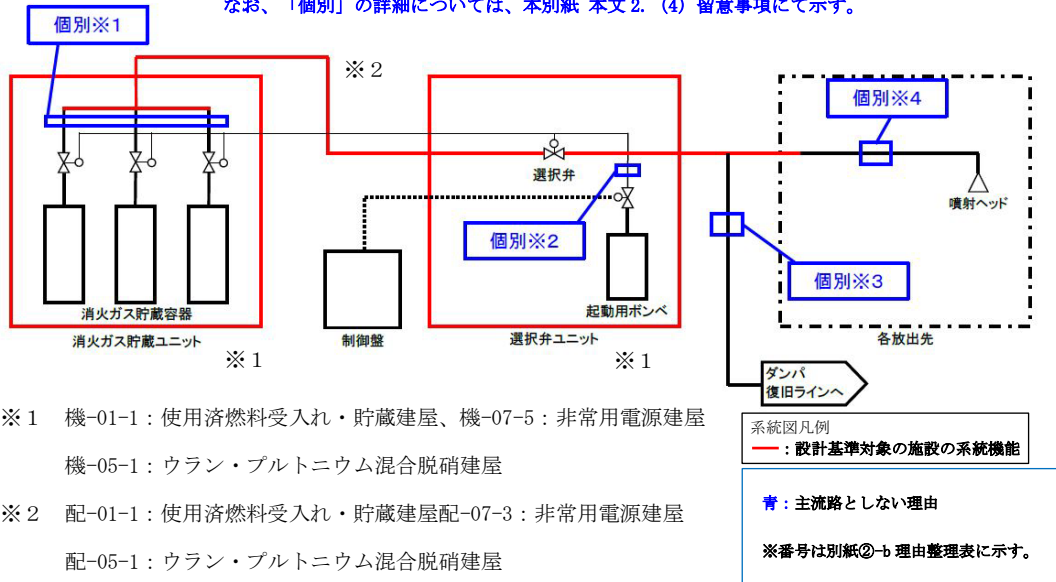 なお、「個別」の詳細については、本別紙 本文2.(4)留意事項にて示す。
個別※1
※2
個別※4
選択弁
噴射ヘッド
個別※2
個別※3
消火ガス貯蔵容器
起動用ボンベ
消火ガス貯蔵ユニット
制御盤
選択弁ユニット
各放出先
※1
※1
ダンパ
復旧ラインへ
※1 機-01-1:使用済燃料受入れ・貯蔵建屋、機-07-5:非常用電源建屋
機-05-1:ウラン・プルトニウム混合脱硝建屋
※2 配-01-1:使用済燃料受入れ・貯蔵建屋配-07-3:非常用電源建屋
配-05-1:ウラン・プルトニウム混合脱硝建屋
系統図凡例
━:設計基準対象の施設の系統機能
青:主流路としない理由
※番号は別紙②-b理由整理表に示す。